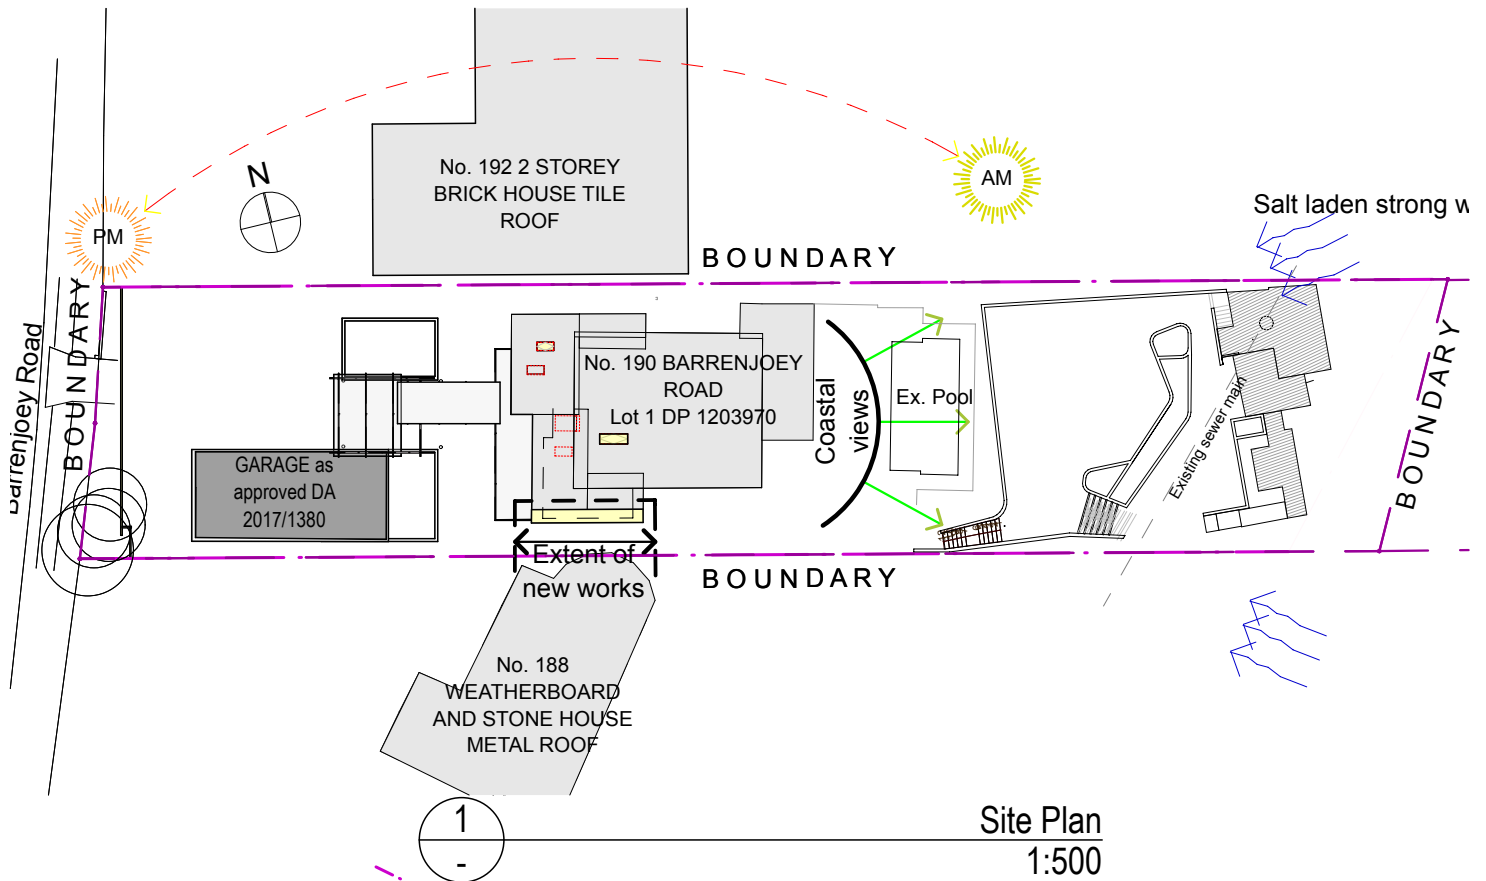 No. 192 2 STOREY
BRICK HOUSE TILE
ROOF
N
AM
PM
Salt laden strong w
BOUNDARY
BOUNDARY
Barrenjoey Road
No. 190 BARRENJOEY
ROAD
Lot 1 DP 1203970
Coastal
views
Ex. Pool
Existing sewer main
BOUNDARY
GARAGE as
approved DA
2017/1380
Extent of
new works
BOUNDARY
No. 188
WEATHERBOARD
AND STONE HOUSE
METAL ROOF
1
-
Site Plan
1:500